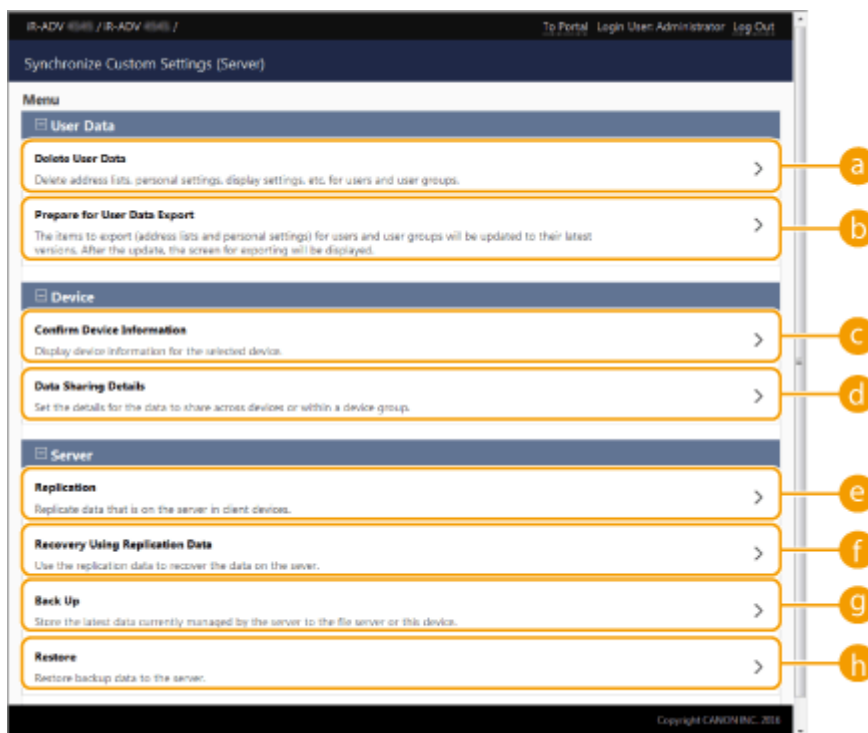 iR-ADV / iR-ADV /
To Portal Login User: Administrator Log Out
Synchronize Custom Settings (Server)
Menu
User Data
Delete User Data
Delete address lists, personal settings, display settings, etc. for users and user groups.
a
Prepare for User Data Export
The items to export (address lists and personal settings) for users and user groups will be updated to their latest
versions. After the update, the screen for exporting will be displayed.
b
Device
Confirm Device Information
Display device information for the selected device.
c
Data Sharing Details
Set the details for the data to share across devices or within a device group.
d
Server
Replication
Replicate data that is on the server in client devices.
e
Recovery Using Replication Data
Use the replication data to recover the data on the sever.
f
Back Up
Store the latest data currently managed by the server to the file server or this device.
g
Restore
Restore backup data to the server.
h
Copyright CANON INC. 2016